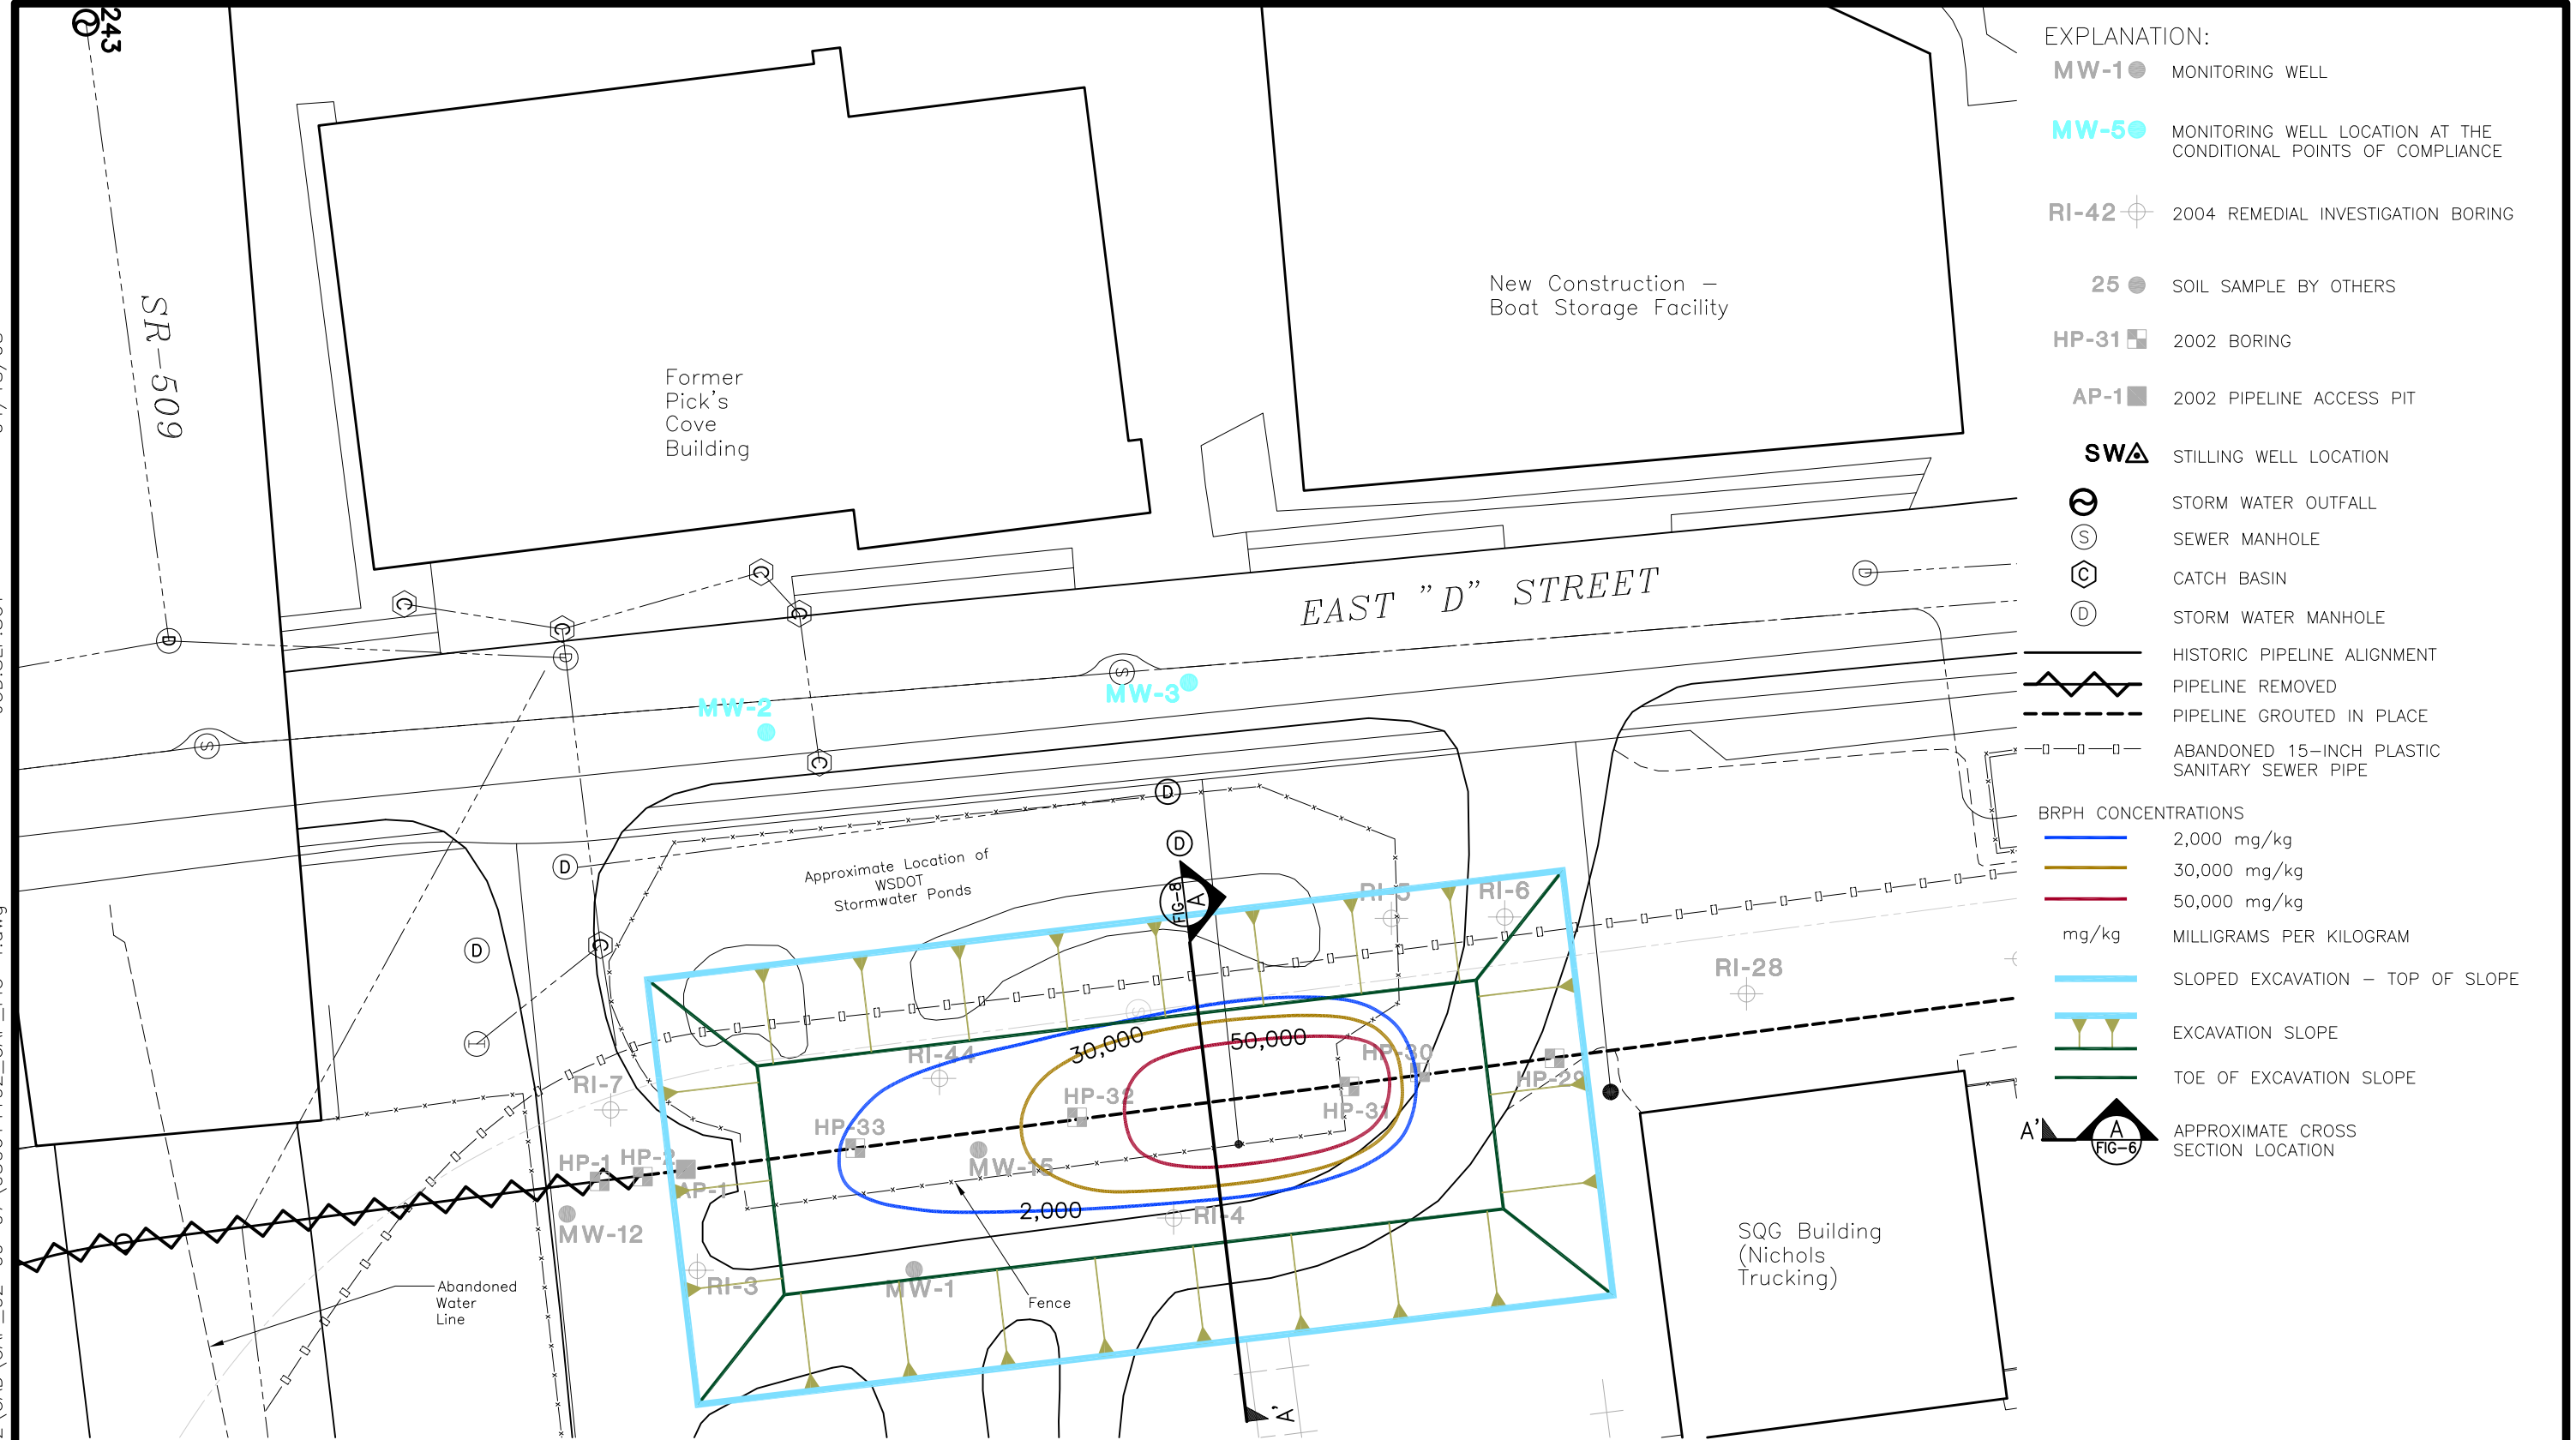 243
SR-509
Former
Pick's
Cove
Building
New Construction –
Boat Storage Facility
EAST "D" STREET
C
C
C
C
D
D
D
S
S
MW-2
MW-3
C
D
D
D
D
C
Approximate Location of
WSDOT
Stormwater Ponds
A
FIG-8
RI-5
RI-6
RI-28
S
30,000
50,000
RI-44
HP-30
HP-29
RI-7
HP-32
HP-31
HP-33
HP-1
HP-2
MW-15
AP-1
MW-12
2,000
RI-4
RI-3
MW-1
Fence
Abandoned
Water
Line
SQG Building
(Nichols
Trucking)
A'
EXPLANATION:
MW-1 MONITORING WELL
MW-5 MONITORING WELL LOCATION AT THE
CONDITIONAL POINTS OF COMPLIANCE
RI-42 2004 REMEDIAL INVESTIGATION BORING
25 SOIL SAMPLE BY OTHERS
HP-31 2002 BORING
AP-1 2002 PIPELINE ACCESS PIT
SW STILLING WELL LOCATION
STORM WATER OUTFALL
S SEWER MANHOLE
C CATCH BASIN
D STORM WATER MANHOLE
HISTORIC PIPELINE ALIGNMENT
PIPELINE REMOVED
PIPELINE GROUTED IN PLACE
ABANDONED 15-INCH PLASTIC
SANITARY SEWER PIPE
BRPH CONCENTRATIONS
2,000 mg/kg
30,000 mg/kg
50,000 mg/kg
mg/kg MILLIGRAMS PER KILOGRAM
SLOPED EXCAVATION – TOP OF SLOPE
EXCAVATION SLOPE
TOE OF EXCAVATION SLOPE
A' A
FIG-6
APPROXIMATE CROSS
SECTION LOCATION